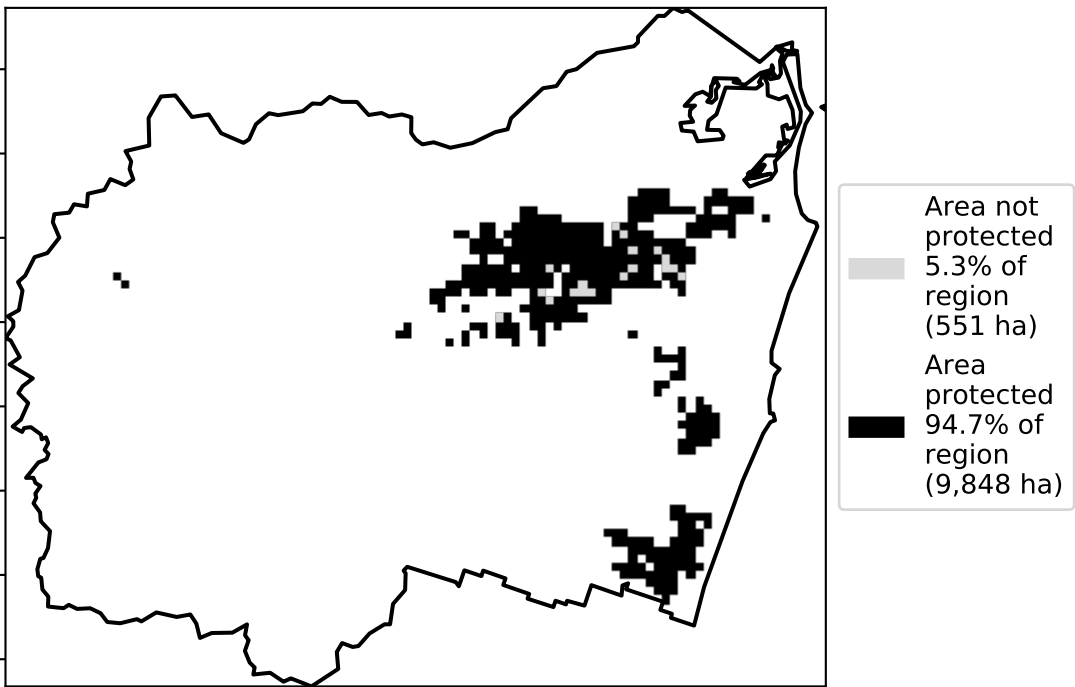 Area not
protected
5.3% of
region
(551 ha)
Area
protected
94.7% of
region
(9,848 ha)